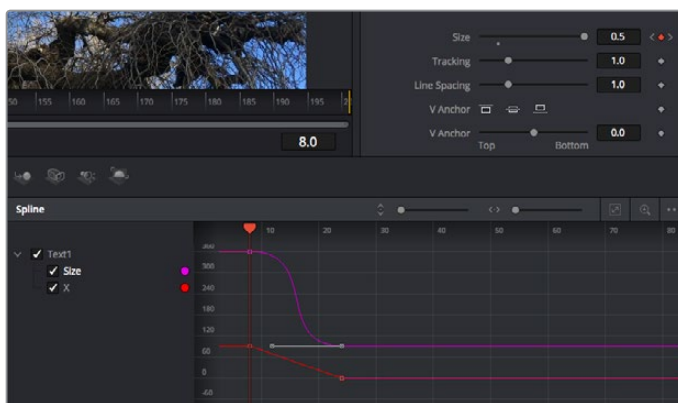 Size 0.5
Tracking 1.0
Line Spacing 1.0
V Anchor
V Anchor 0.0
Top Bottom
155 160 165 170 175 180 185 190 195
8.0
Spline
10 20 30 40 50 60 70 80
Text1
Size
X
360
300
240
180
120
60
0
-60